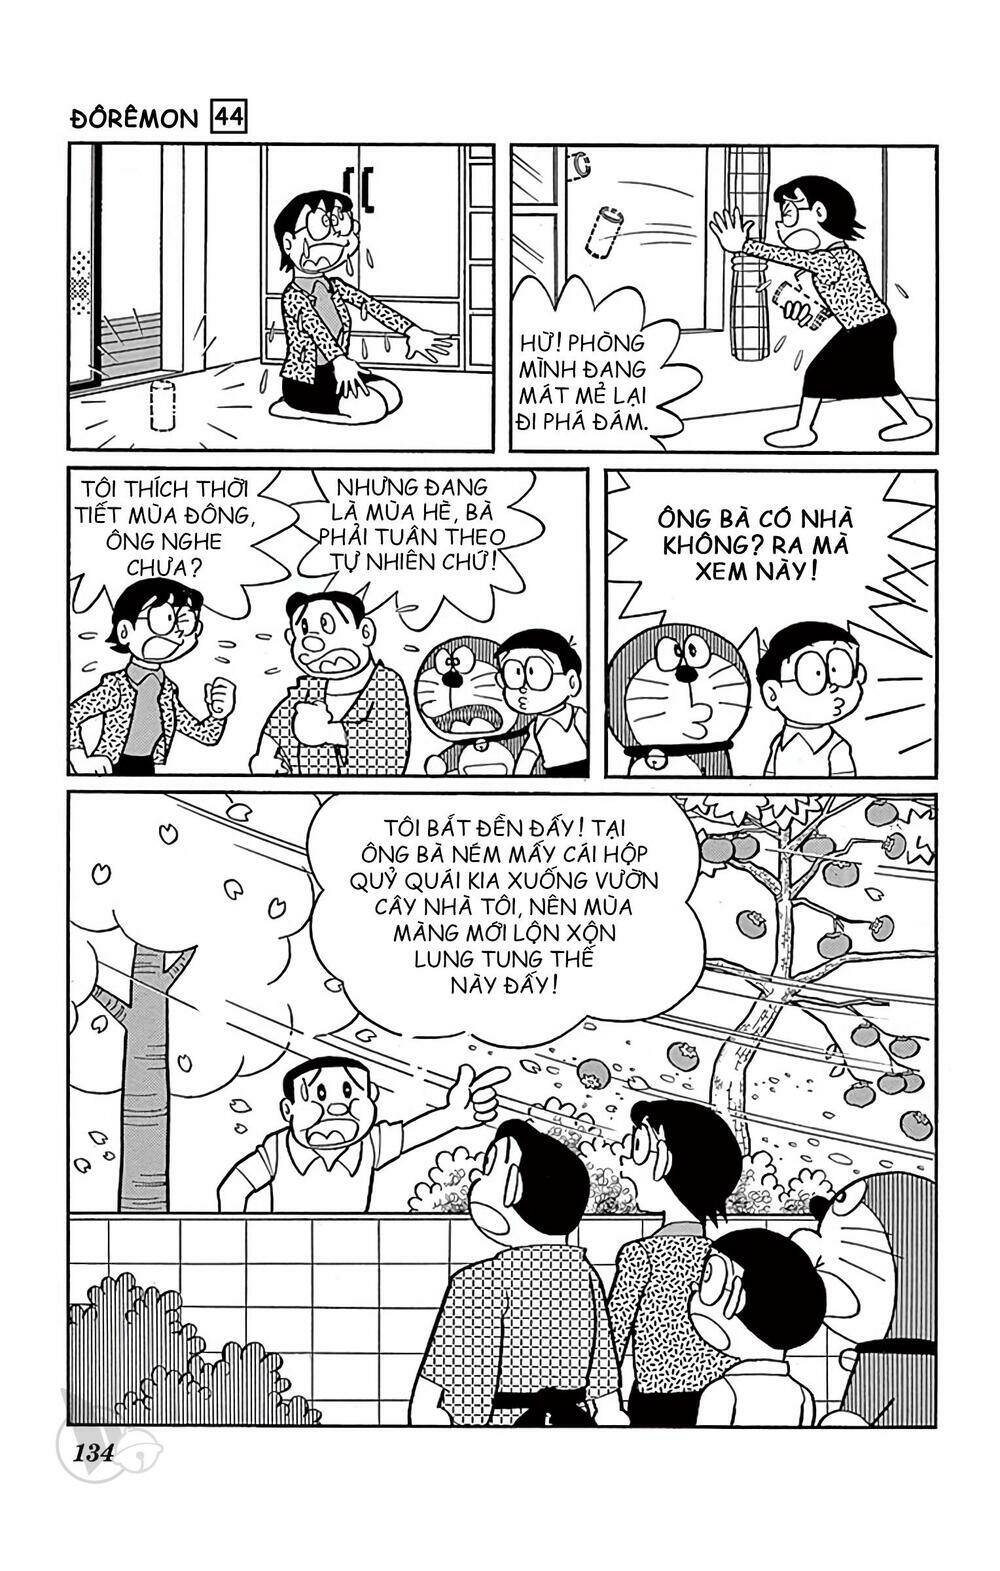 ĐÔRÊMON 44
HỪ! PHÒNG
MÌNH ĐANG
MÁT MẺ LẠI
ĐI PHÁ ĐÁM.
TÔI THÍCH THỜI
TIẾT MÙA ĐÔNG,
ÔNG NGHE
CHƯA?
NHƯNG ĐANG
LÀ MÙA HÈ, BÀ
PHẢI TUÂN THEO
TỰ NHIÊN CHỨ!
ÔNG BÀ CÓ NHÀ
KHÔNG? RA MÀ
XEM NÀY!
TÔI BẮT ĐỀN ĐẤY! TẠI
ÔNG BÀ NÉM MẤY CÁI HỘP
QUỶ QUÁI KIA XUỐNG VƯỜN
CÂY NHÀ TÔI, NÊN MÙA
MÀNG MỚI LỘN XỘN
LUNG TUNG THẾ
NÀY ĐẤY!
134